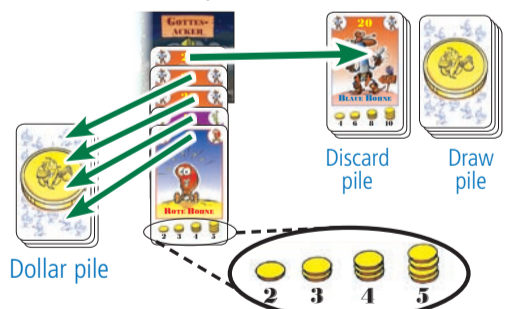 GOTTES-
ACKER
20
BLAUE BOHNE
4 6 8 10
Discard
pile
Draw
pile
ROTE BOHNE
2 3 4 5
Dollar pile
2 3 4 5